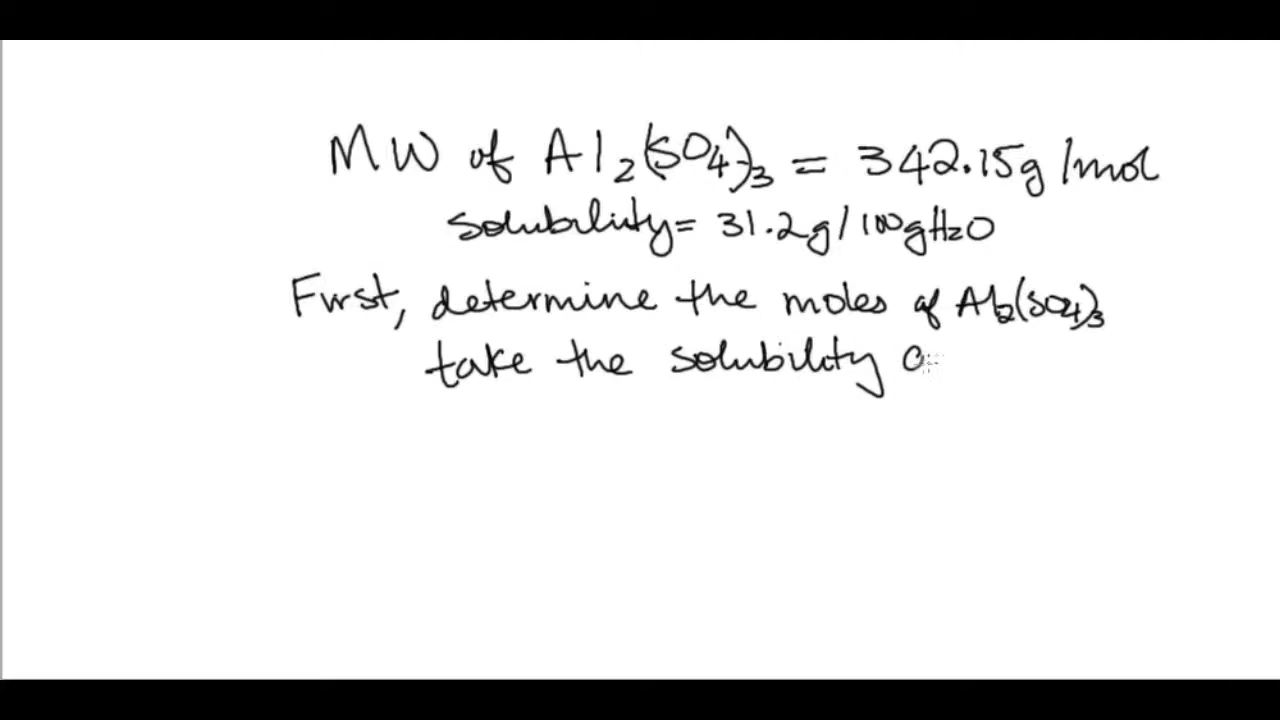 MW of Al2(SO4)3 = 342.15g/mol
solubility = 31.2g/100gH2O
First, determine the moles of Al2(SO4)3
take the solubility